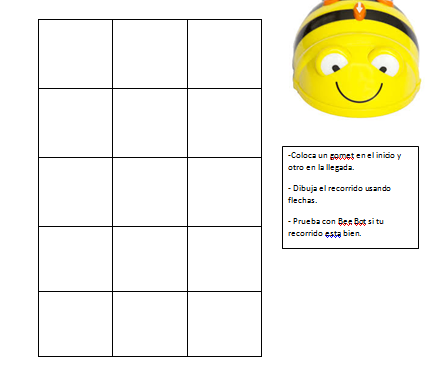 -Coloca un gomet en el inicio y
otro en la llegada.
- Dibuja el recorrido usando
flechas.
- Prueba con Bee Bot si tu
recorrido esta bien.